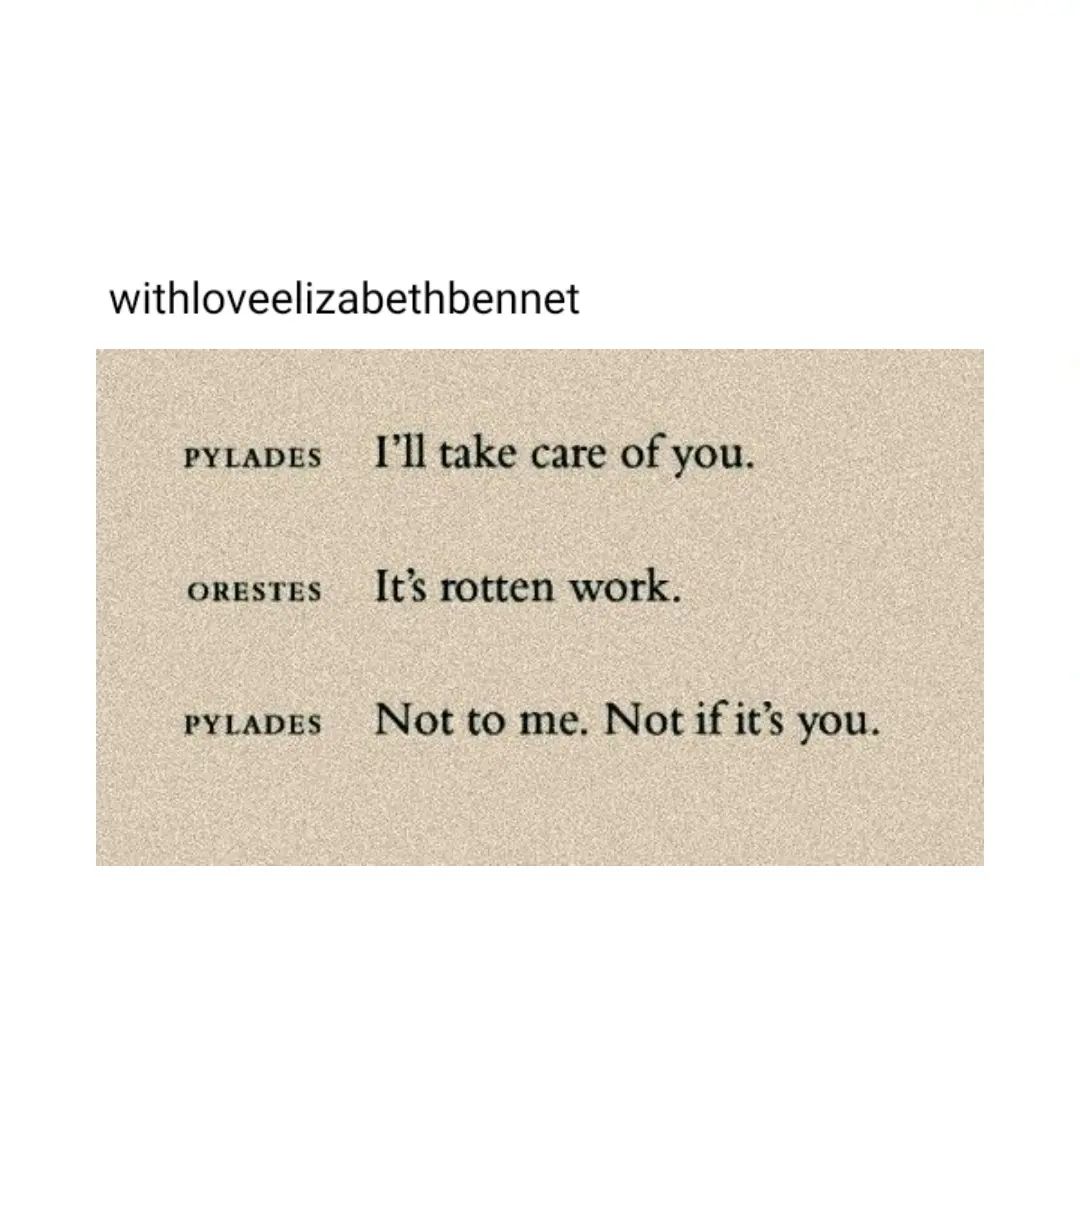 withloveelizabethbennet
PYLADES I’ll take care of you.
ORESTES It’s rotten work.
PYLADES Not to me. Not if it’s you.